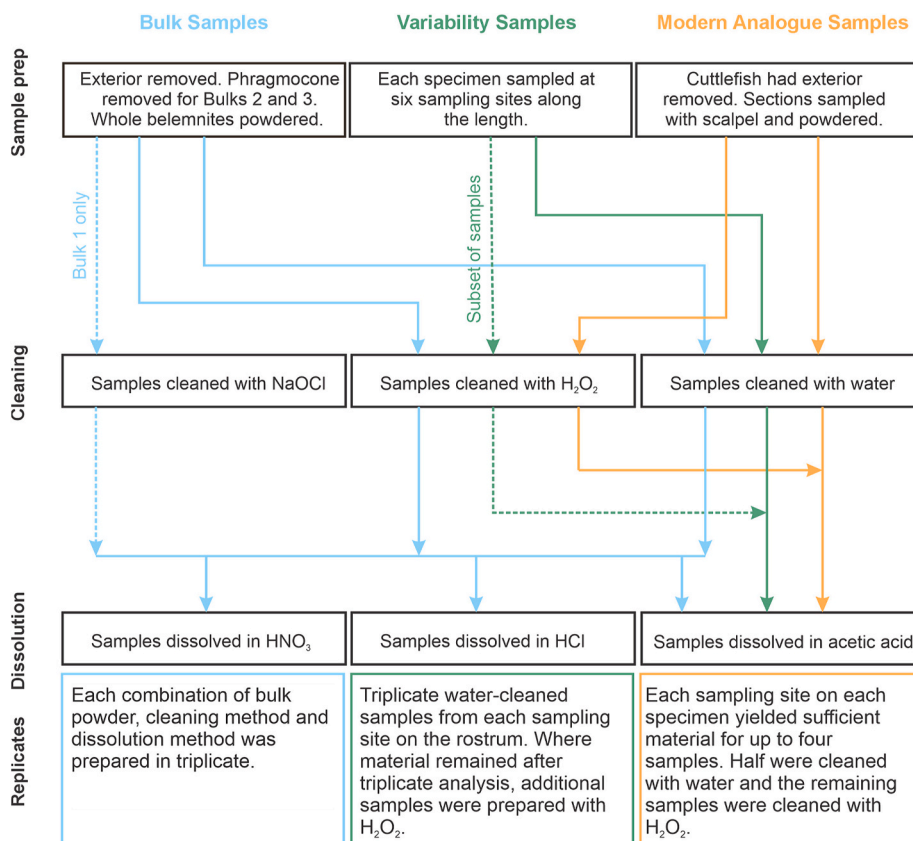 Bulk Samples
Variability Samples
Modern Analogue Samples
Sample prep
Exterior removed. Phragmocone
removed for Bulks 2 and 3.
Whole belemnites powdered.
Each specimen sampled at
six sampling sites along
the length.
Cuttlefish had exterior
removed. Sections sampled
with scalpel and powdered.
Bulk 1 only
Subset of samples
Cleaning
Samples cleaned with NaOCl
Samples cleaned with H₂O₂
Samples cleaned with water
Dissolution
Samples dissolved in HNO₃
Samples dissolved in HCl
Samples dissolved in acetic acid
Replicates
Each combination of bulk
powder, cleaning method and
dissolution method was
prepared in triplicate.
Triplicate water-cleaned
samples from each sampling
site on the rostrum. Where
material remained after
triplicate analysis, additional
samples were prepared with
H₂O₂.
Each sampling site on each
specimen yielded sufficient
material for up to four
samples. Half were cleaned
with water and the remaining
samples were cleaned with
H₂O₂.